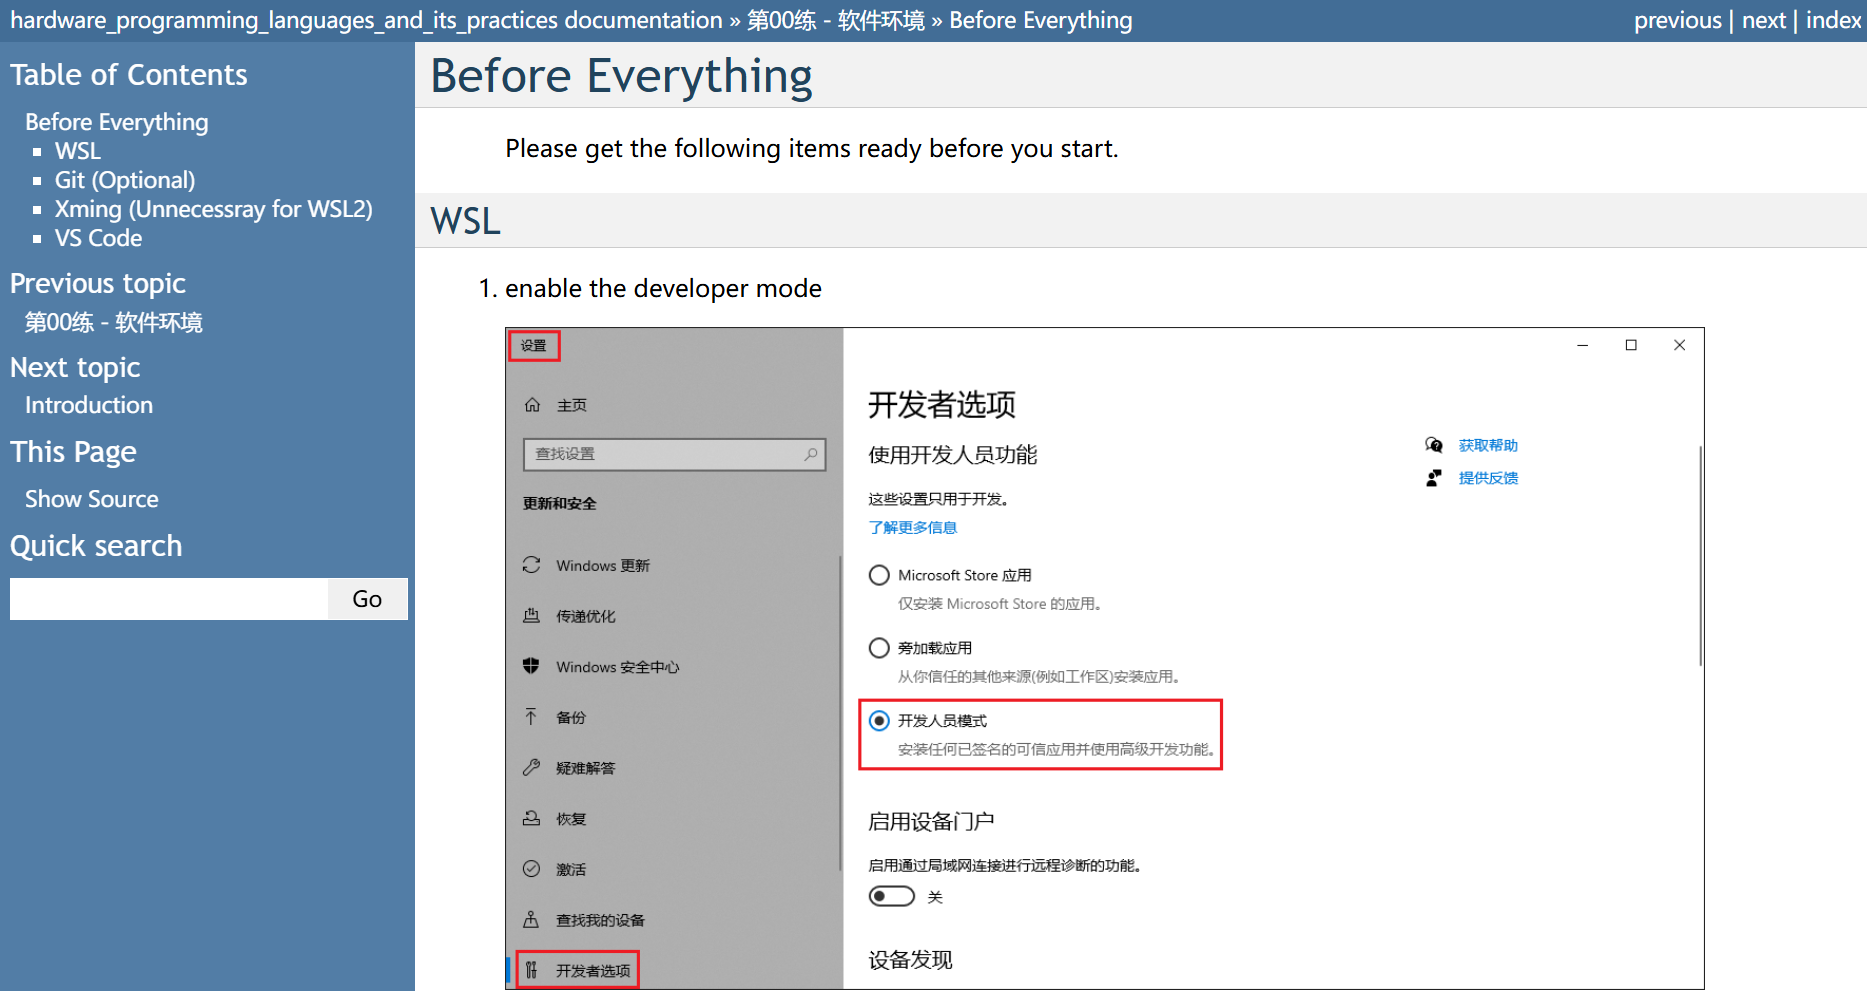 hardware_programming_languages_and_its_practices documentation » 第00练 - 软件环境 » Before Everything
previous | next | index
Table of Contents
Before Everything
WSL
Git (Optional)
Xming (Unnecessray for WSL2)
VS Code
Previous topic
第00练 - 软件环境
Next topic
Introduction
This Page
Show Source
Quick search
Go
Before Everything
Please get the following items ready before you start.
WSL
1. enable the developer mode
设置
主页
查找设置
更新和安全
Windows 更新
传递优化
Windows 安全中心
备份
疑难解答
恢复
激活
查找我的设备
开发者选项
开发者选项
使用开发人员功能
这些设置只用于开发。
了解更多信息
Microsoft Store 应用
仅安装 Microsoft Store 的应用。
旁加载应用
从你信任的其他来源(例如工作区)安装应用。
开发人员模式
安装任何已签名的可信应用并使用高级开发功能。
启用设备门户
启用通过局域网连接进行远程诊断的功能。
关
设备发现
获取帮助
提供反馈